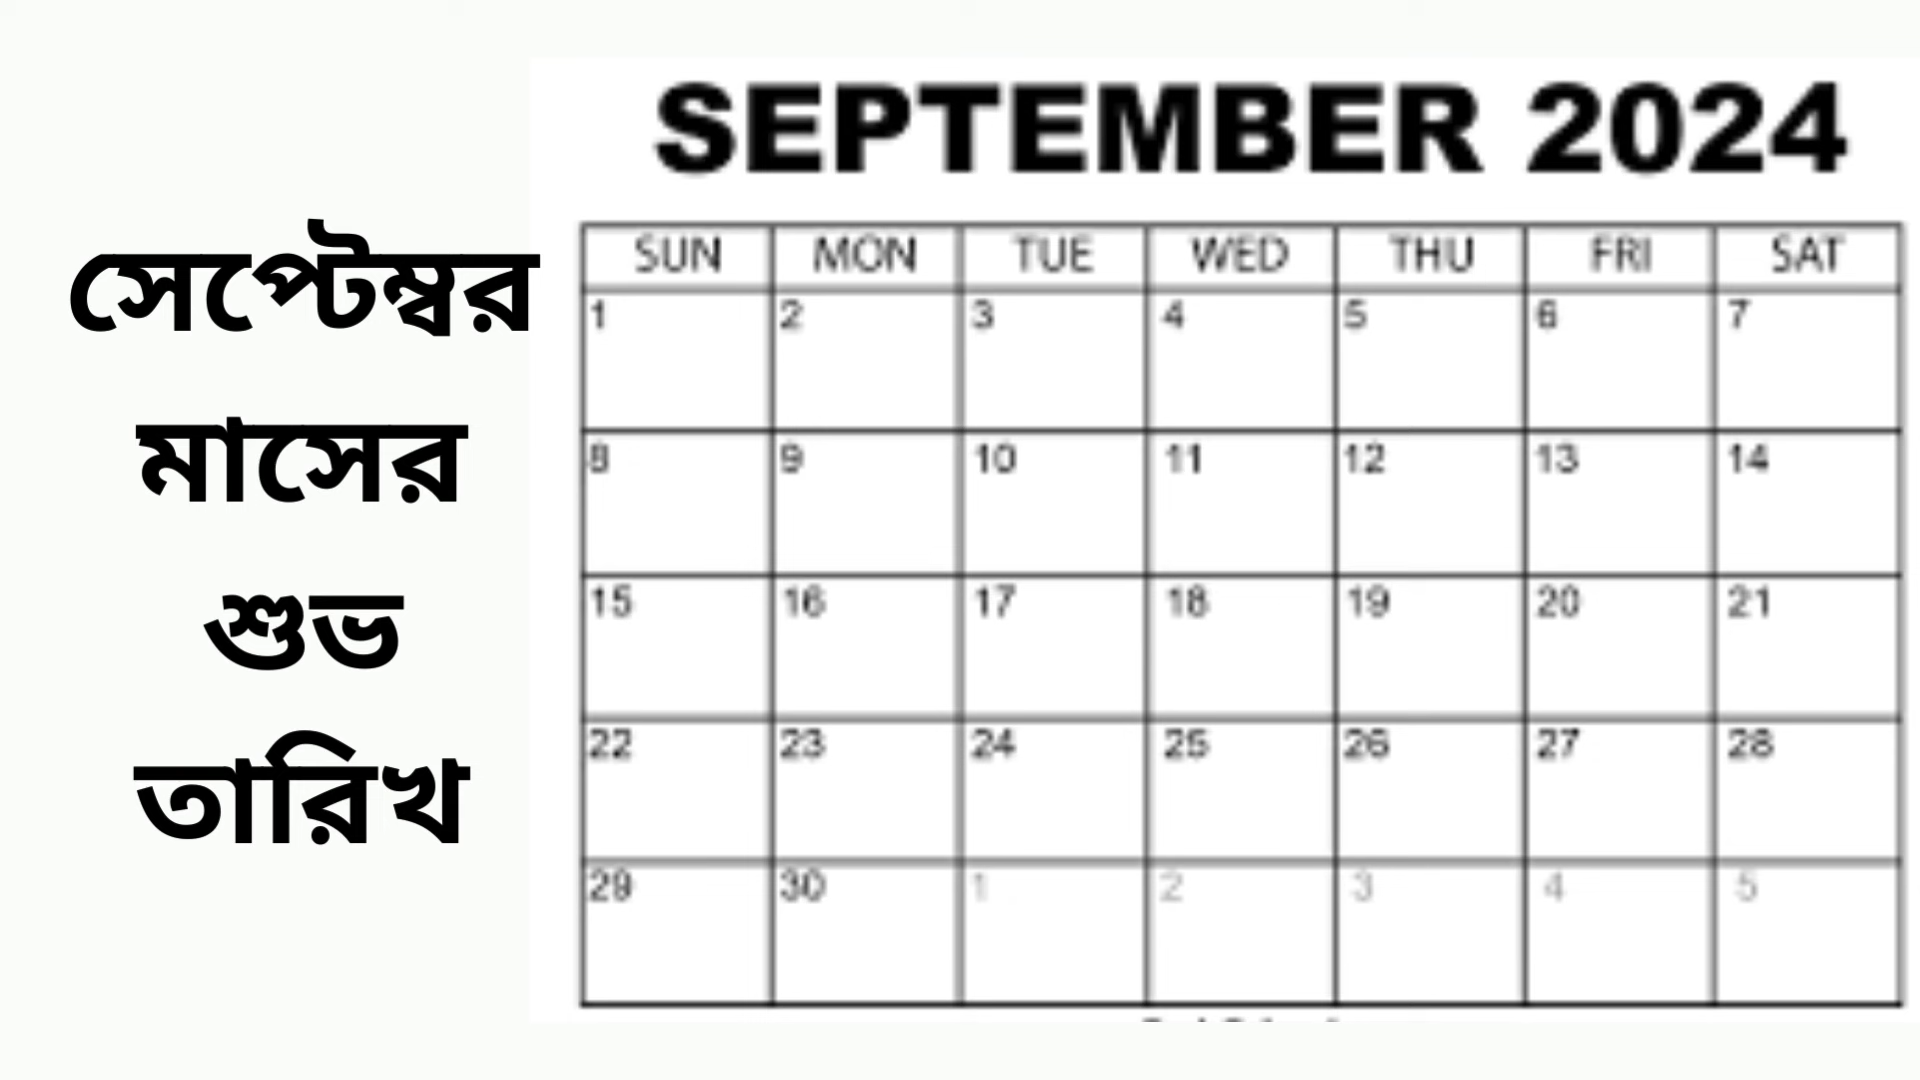 সেপ্টেম্বর
মাসের
শুভ
তারিখ
SEPTEMBER 2024
SUN MON TUE WED THU FRI SAT
1 2 3 4 5 6 7
8 9 10 11 12 13 14
15 16 17 18 19 20 21
22 23 24 25 26 27 28
29 30 1 2 3 4 5